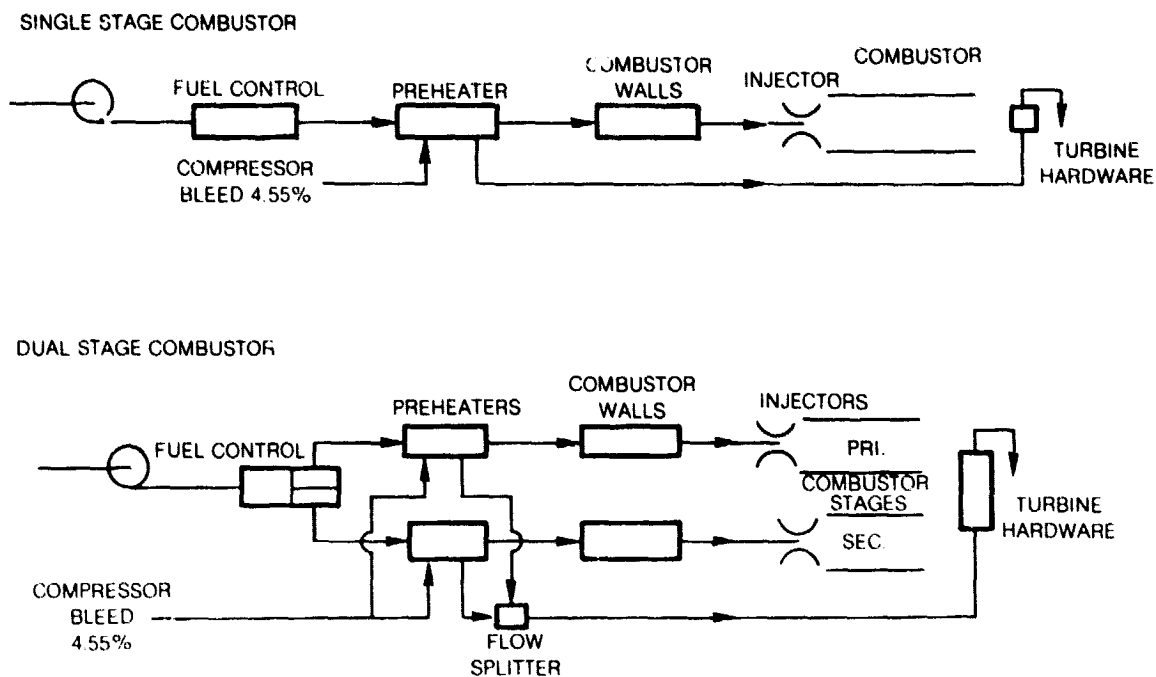 SINGLE STAGE COMBUSTOR
FUEL CONTROL
PREHEATER
COMBUSTOR
WALLS
INJECTOR
COMBUSTOR
COMPRESSOR
BLEED 4.55%
TURBINE
HARDWARE
DUAL STAGE COMBUSTOR
FUEL CONTROL
PREHEATERS
COMBUSTOR
WALLS
INJECTORS
PRI.
COMBUSTOR
STAGES
SEC.
TURBINE
HARDWARE
COMPRESSOR
BLEED
4.55%
FLOW
SPLITTER